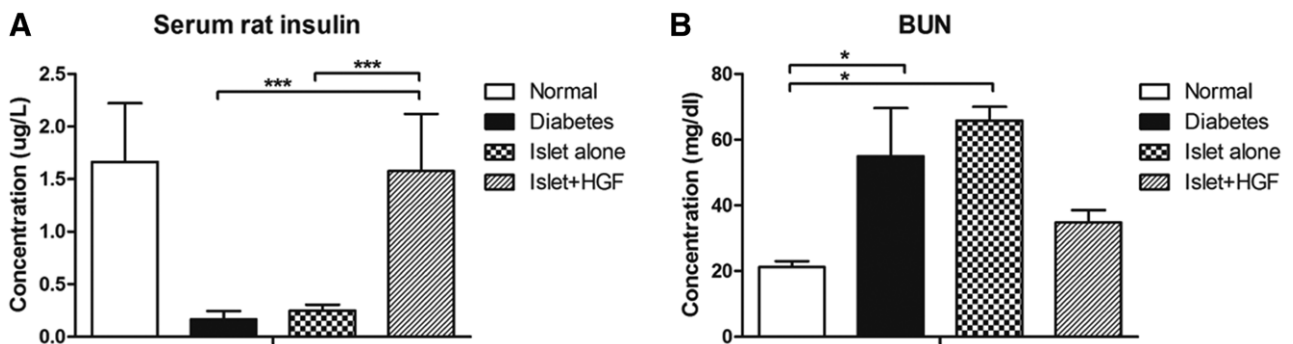 A
Serum rat insulin
Concentration (ug/L)
2.5
2.0
1.5
1.0
0.5
0.0
***
***
Normal
Diabetes
Islet alone
Islet+HGF
B
BUN
Concentration (mg/dl)
80
60
40
20
0
*
*
Normal
Diabetes
Islet alone
Islet+HGF